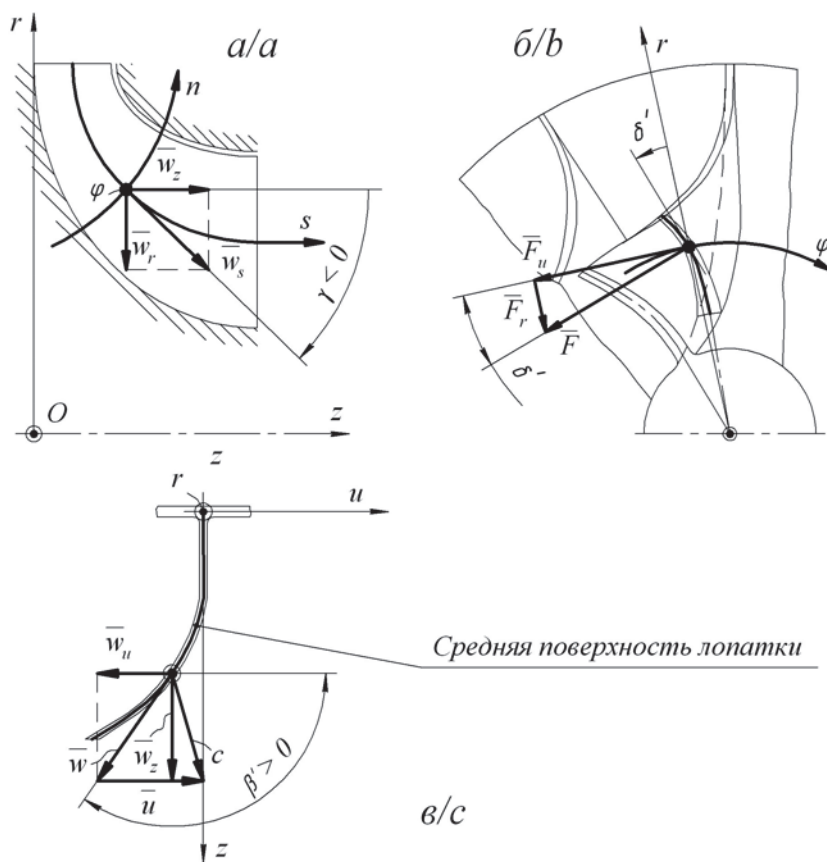 r
а/a
n
w̄z
φ
w̄r
w̄s
s
γ < 0
O
z
б/b
r
δ'
φ
F̄u
F̄r
F̄
δ'
z
r
u
w̄u
Средняя поверхность лопатки
w̄
w̄z
c
ū
β' > 0
z
в/c